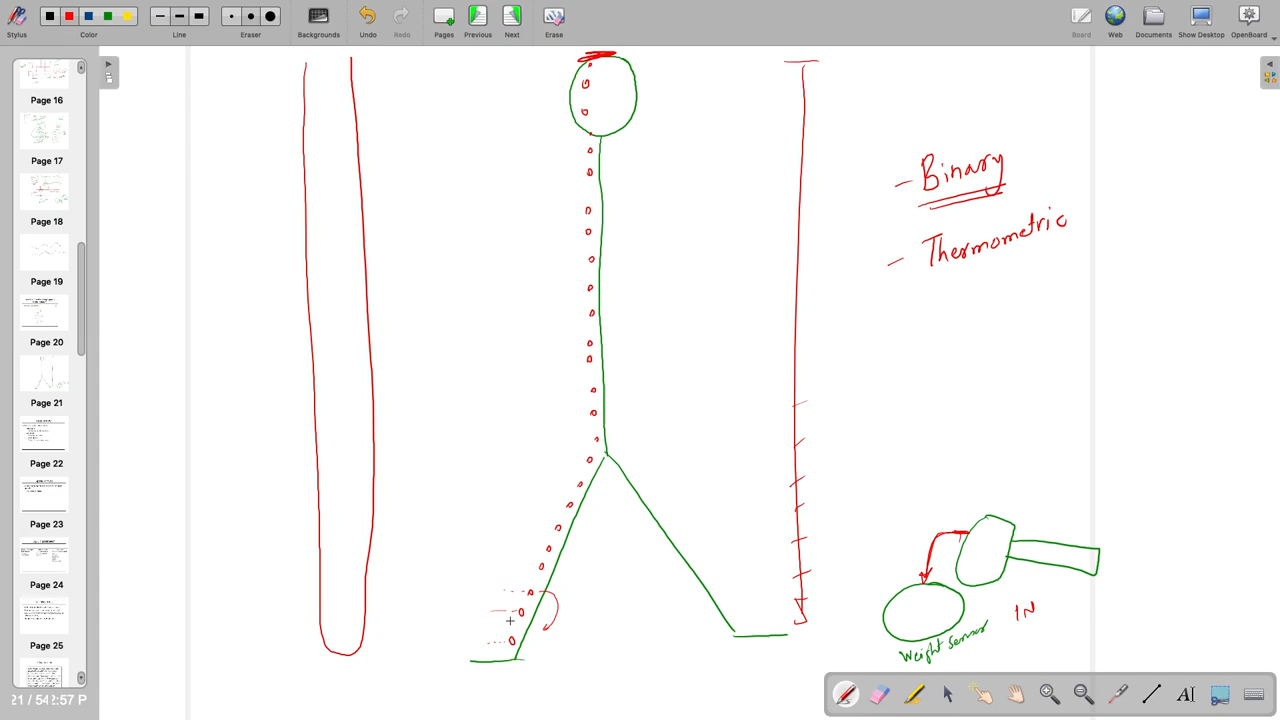 Stylus
Color
Line
Eraser
Backgrounds
Undo
Redo
Pages
Previous
Next
Erase
Board
Web
Documents
Show Desktop
OpenBoard
Page 16
Page 17
Page 18
Page 19
Page 20
Page 21
Page 22
Page 23
Page 24
Page 25
- Binary
- Thermometric
Weight sensor
1N